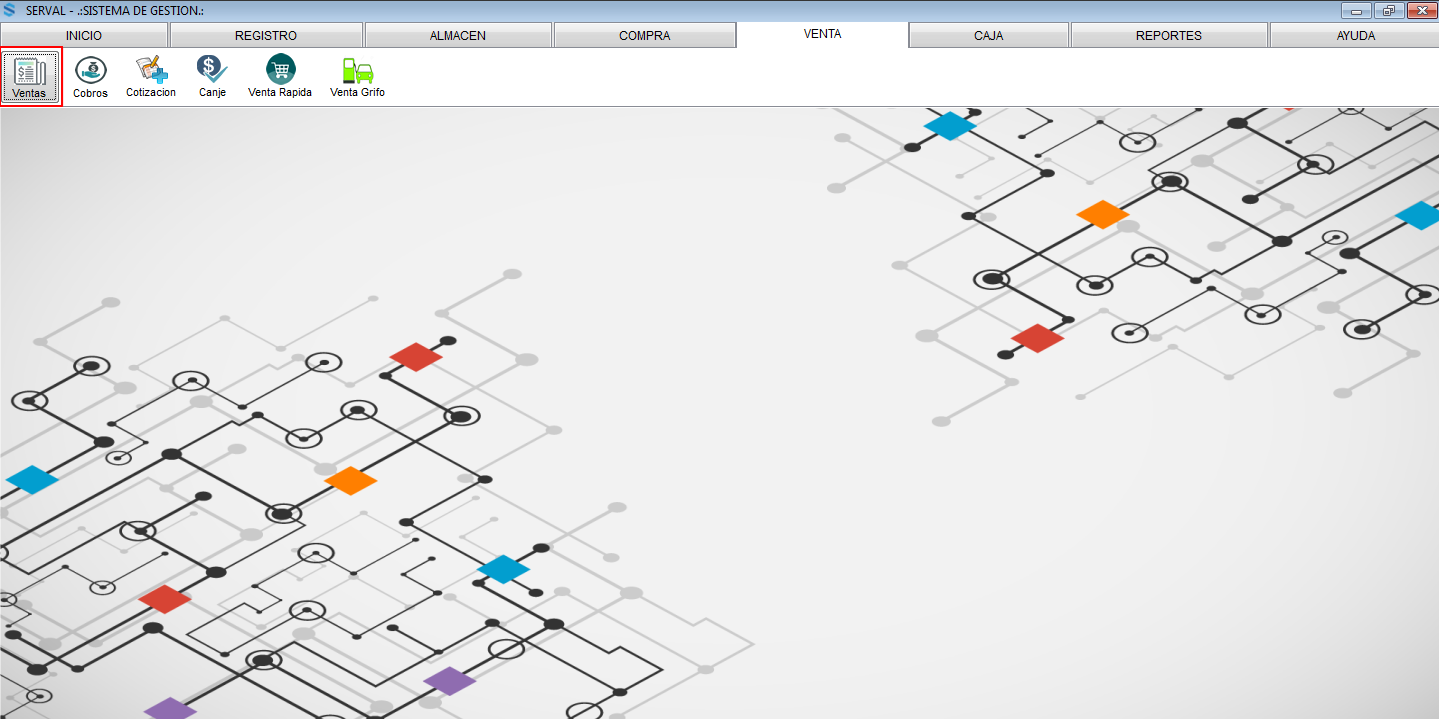 SERVAL - .:SISTEMA DE GESTION.:
INICIO REGISTRO ALMACEN COMPRA VENTA CAJA REPORTES AYUDA
Ventas Cobros Cotizacion Canje Venta Rapida Venta Grifo